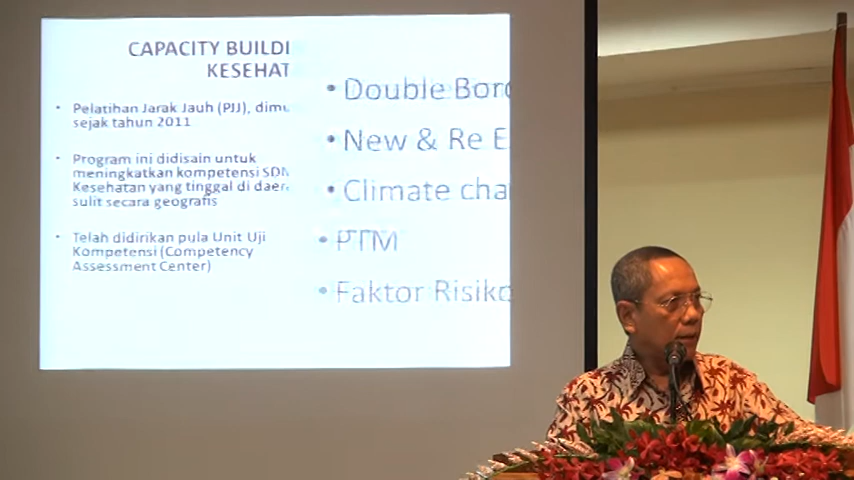 CAPACITY BUILDI
KESEHAT
• Pelatihan Jarak Jauh (PJJ), dimu
sejak tahun 2011
• Program ini didisain untuk
meningkatkan kompetensi SDM
Kesehatan yang tinggal di daer
sulit secara geografis
• Telah didirikan pula Unit Uji
Kompetensi (Competency
Assessment Center)
• Double Bord
• New & Re E
• Climate cha
• PTM
• Faktor Risiko